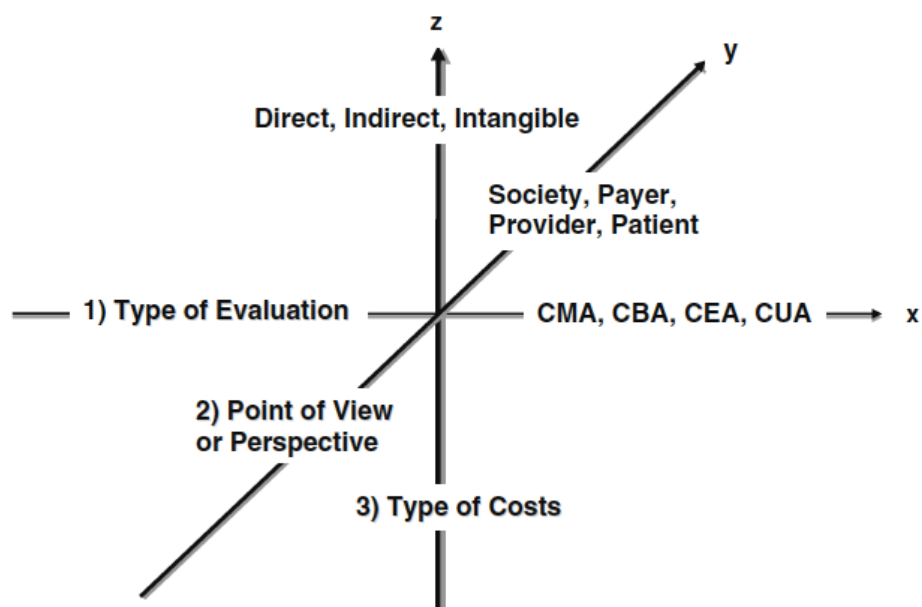 z
y
Direct, Indirect, Intangible
Society, Payer,
Provider, Patient
1) Type of Evaluation
CMA, CBA, CEA, CUA
x
2) Point of View
or Perspective
3) Type of Costs